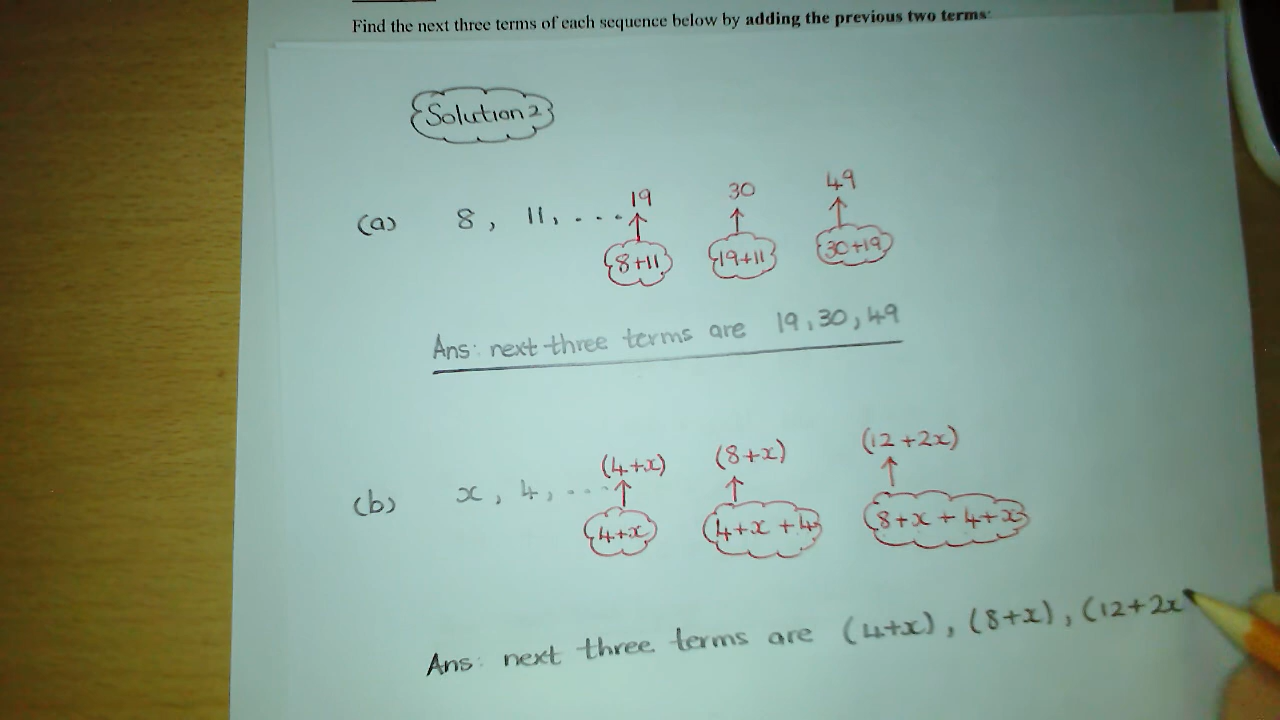 Find the next three terms of each sequence below by adding the previous two terms:
Solution 2
19 30 49
(a) 8, 11, ...
8+11 19+11 30+19
Ans: next three terms are 19, 30, 49
(4+x) (8+x) (12+2x)
(b) x, 4, ...
4+x 4+x+4 8+x+4+x
Ans: next three terms are (4+x), (8+x), (12+2x